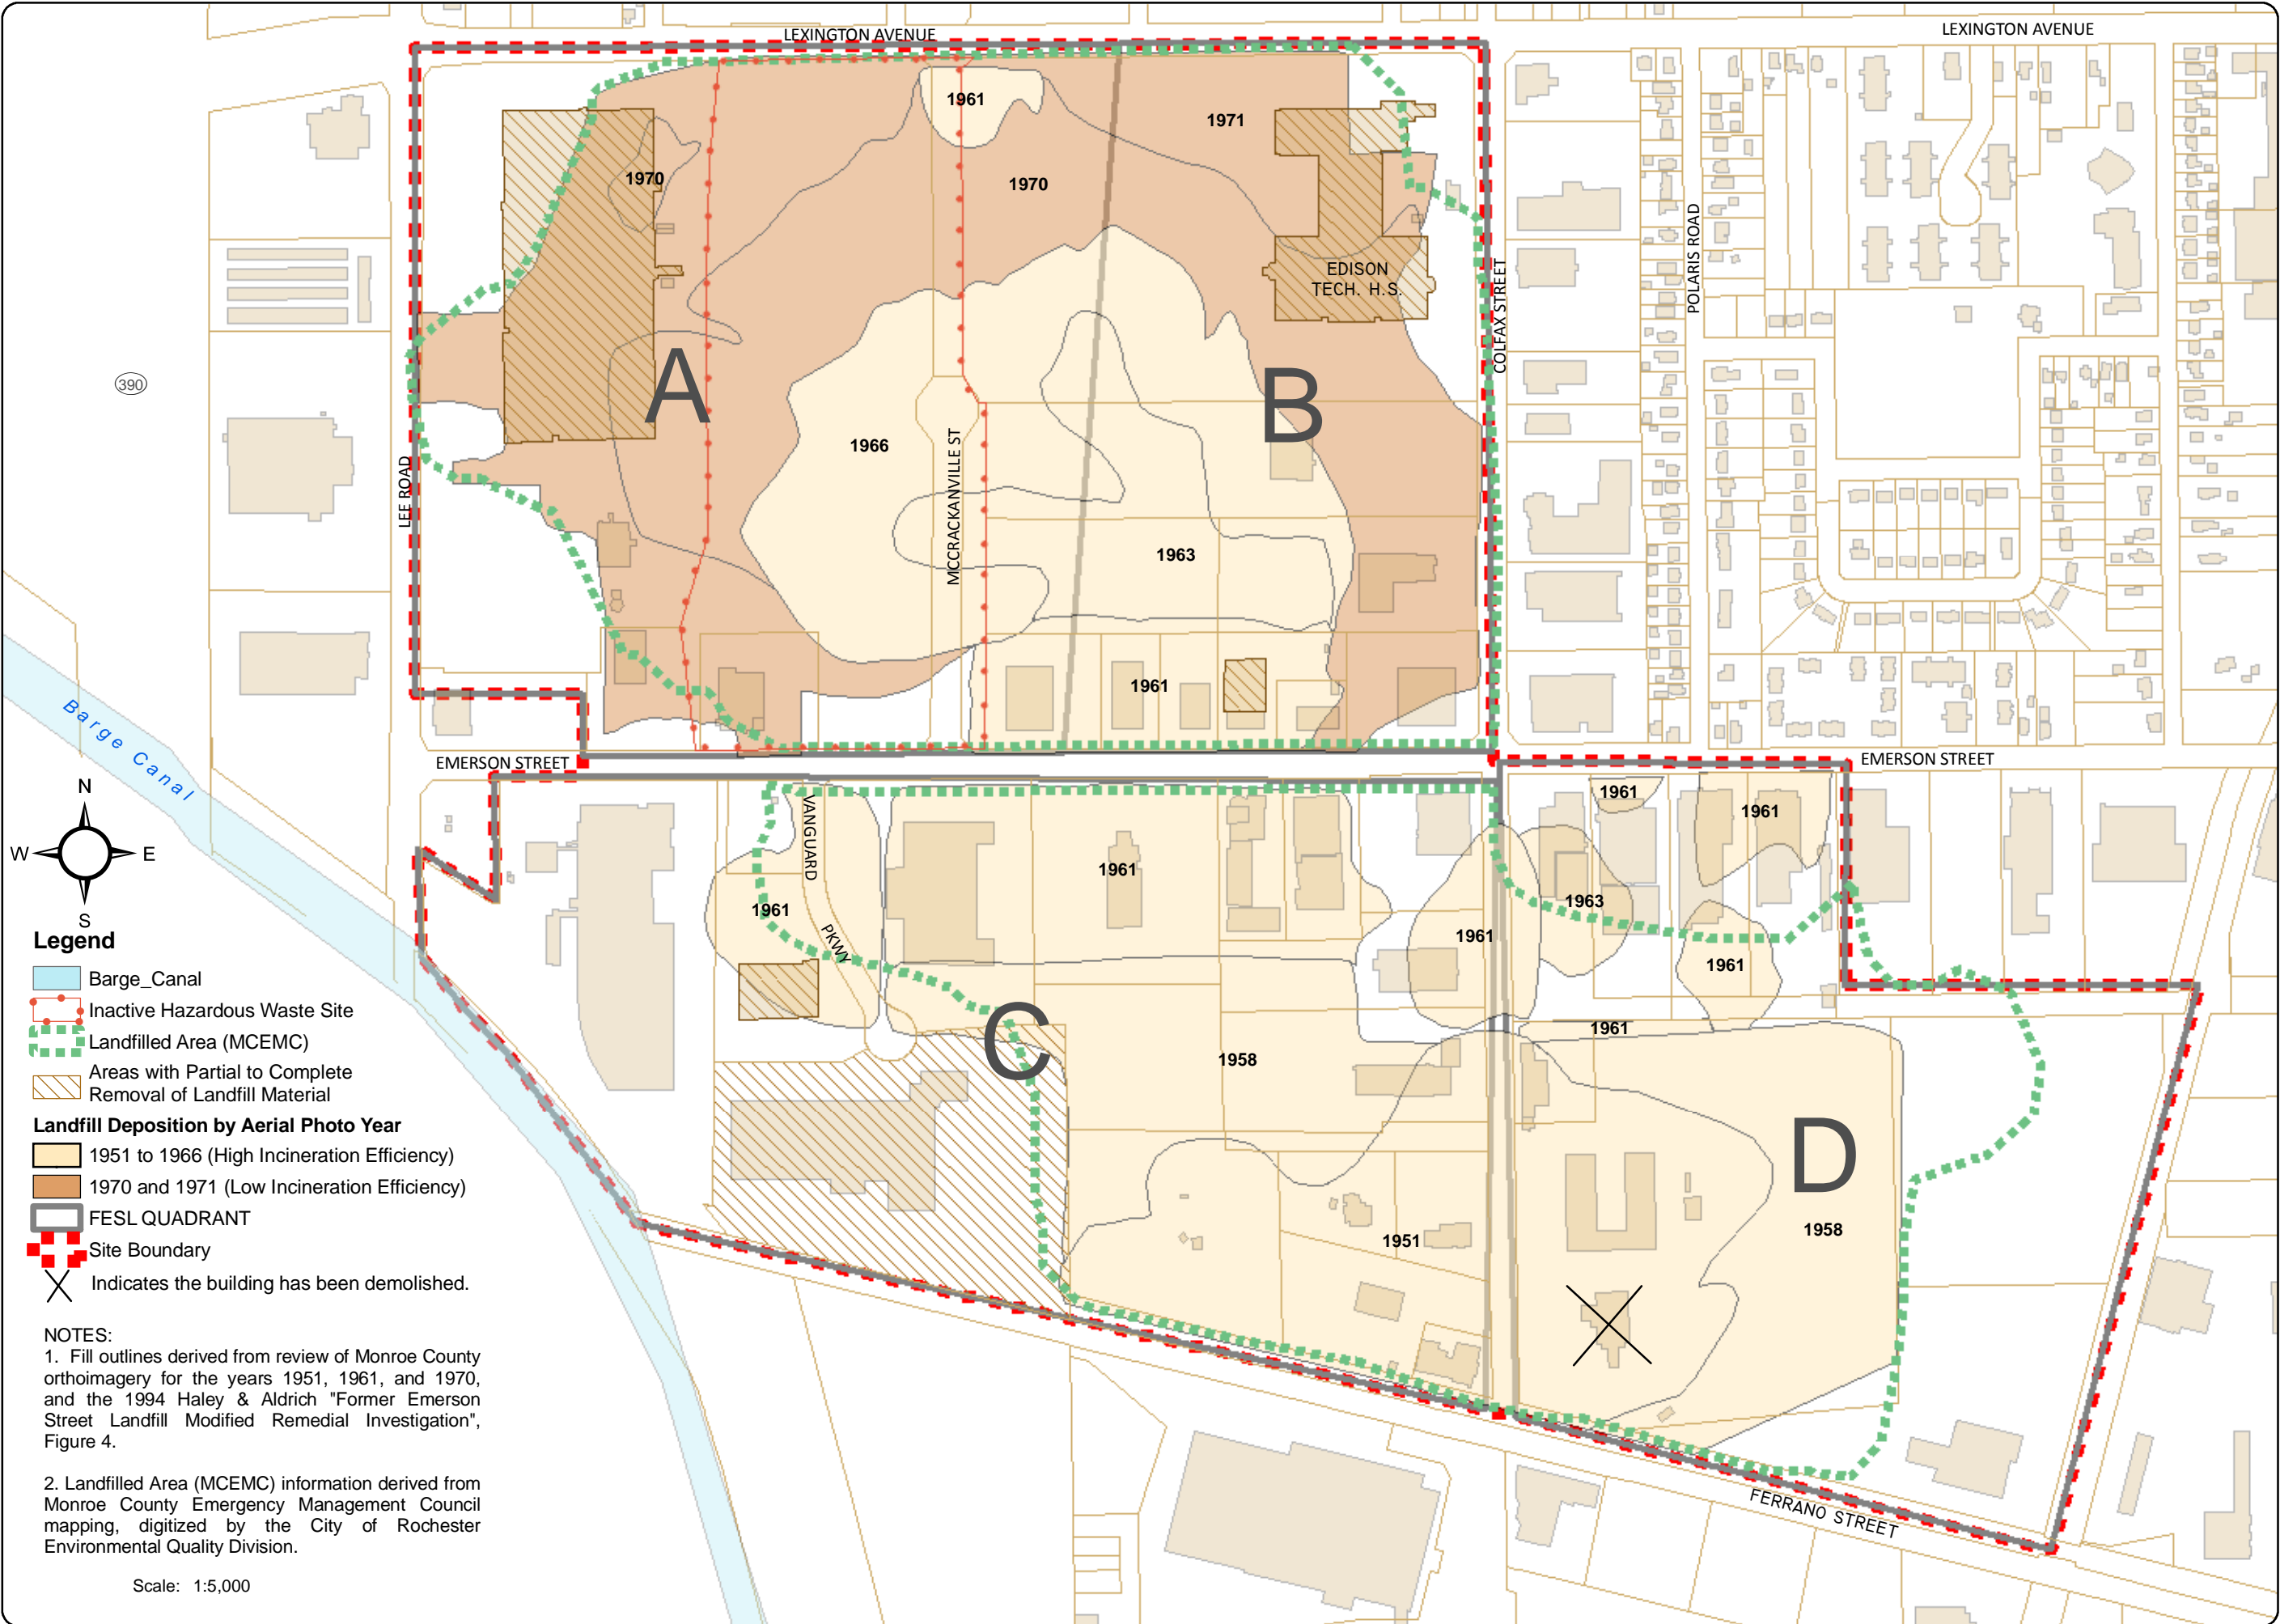 LEXINGTON AVENUE
LEXINGTON AVENUE
1961
1971
1970
1970
POLARIS ROAD
EDISON
TECH. H.S.
COLFAX STREET
390
A
B
1966
MCCRACKANVILLE ST
LEE ROAD
1963
1961
Barge Canal
EMERSON STREET
EMERSON STREET
N
W
E
S
VANGUARD
PKWY
1961
1961
1961
1961
1963
1961
1961
1961
C
1958
D
1958
1951
FERRANO STREET
Legend
Barge_Canal
Inactive Hazardous Waste Site
Landfilled Area (MCEMC)
Areas with Partial to Complete
Removal of Landfill Material
Landfill Deposition by Aerial Photo Year
1951 to 1966 (High Incineration Efficiency)
1970 and 1971 (Low Incineration Efficiency)
FESL QUADRANT
Site Boundary
Indicates the building has been demolished.
NOTES:
1. Fill outlines derived from review of Monroe County
orthoimagery for the years 1951, 1961, and 1970,
and the 1994 Haley & Aldrich "Former Emerson
Street Landfill Modified Remedial Investigation",
Figure 4.
2. Landfilled Area (MCEMC) information derived from
Monroe County Emergency Management Council
mapping, digitized by the City of Rochester
Environmental Quality Division.
Scale: 1:5,000